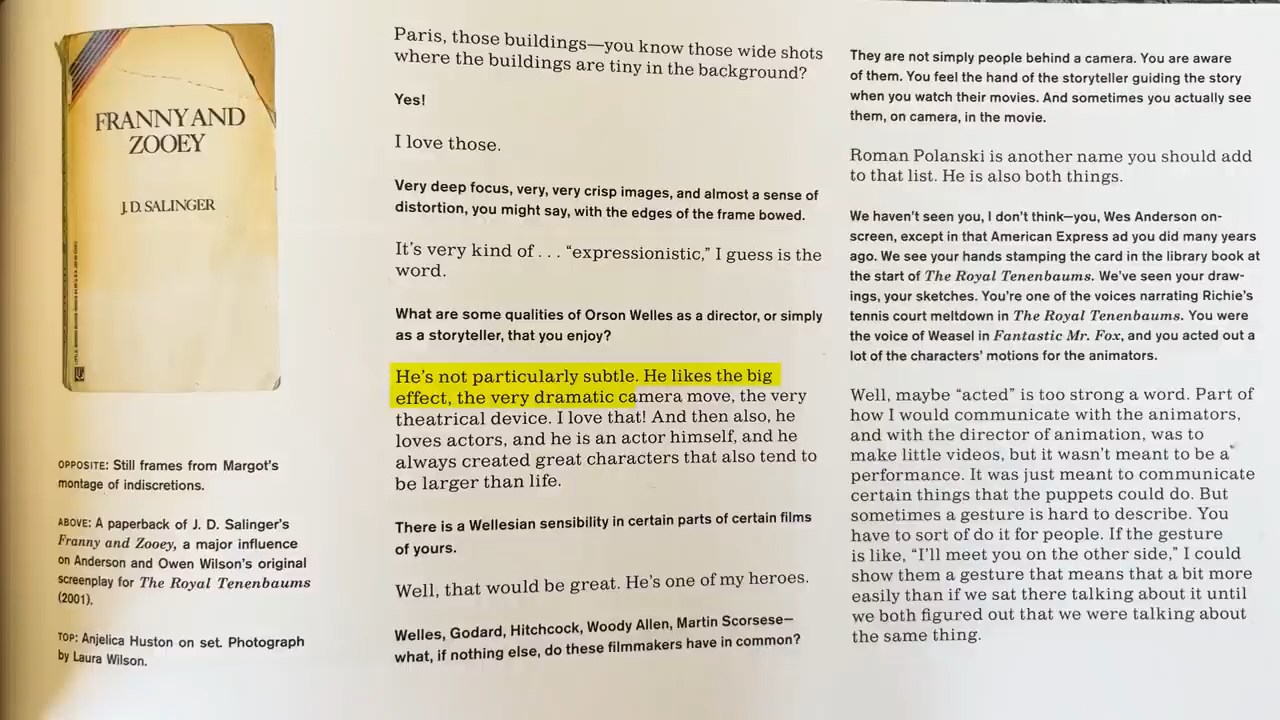 FRANNY AND
ZOOEY
J.D. SALINGER
OPPOSITE: Still frames from Margot's
montage of indiscretions.
ABOVE: A paperback of J. D. Salinger's
Franny and Zooey, a major influence
on Anderson and Owen Wilson's original
screenplay for The Royal Tenenbaums
(2001).
TOP: Anjelica Huston on set. Photograph
by Laura Wilson.
Paris, those buildings—you know those wide shots
where the buildings are tiny in the background?
Yes!
I love those.
Very deep focus, very, very crisp images, and almost a sense of
distortion, you might say, with the edges of the frame bowed.
It's very kind of . . . "expressionistic," I guess is the
word.
What are some qualities of Orson Welles as a director, or simply
as a storyteller, that you enjoy?
He's not particularly subtle. He likes the big
effect, the very dramatic camera move, the very
theatrical device. I love that! And then also, he
loves actors, and he is an actor himself, and he
always created great characters that also tend to
be larger than life.
There is a Wellesian sensibility in certain parts of certain films
of yours.
Well, that would be great. He's one of my heroes.
Welles, Godard, Hitchcock, Woody Allen, Martin Scorsese—
what, if nothing else, do these filmmakers have in common?
They are not simply people behind a camera. You are aware
of them. You feel the hand of the storyteller guiding the story
when you watch their movies. And sometimes you actually see
them, on camera, in the movie.
Roman Polanski is another name you should add
to that list. He is also both things.
We haven't seen you, I don't think—you, Wes Anderson on-
screen, except in that American Express ad you did many years
ago. We see your hands stamping the card in the library book at
the start of The Royal Tenenbaums. We've seen your draw-
ings, your sketches. You're one of the voices narrating Richie's
tennis court meltdown in The Royal Tenenbaums. You were
the voice of Weasel in Fantastic Mr. Fox, and you acted out a
lot of the characters' motions for the animators.
Well, maybe "acted" is too strong a word. Part of
how I would communicate with the animators,
and with the director of animation, was to
make little videos, but it wasn't meant to be a
performance. It was just meant to communicate
certain things that the puppets could do. But
sometimes a gesture is hard to describe. You
have to sort of do it for people. If the gesture
is like, "I'll meet you on the other side," I could
show them a gesture that means that a bit more
easily than if we sat there talking about it until
we both figured out that we were talking about
the same thing.